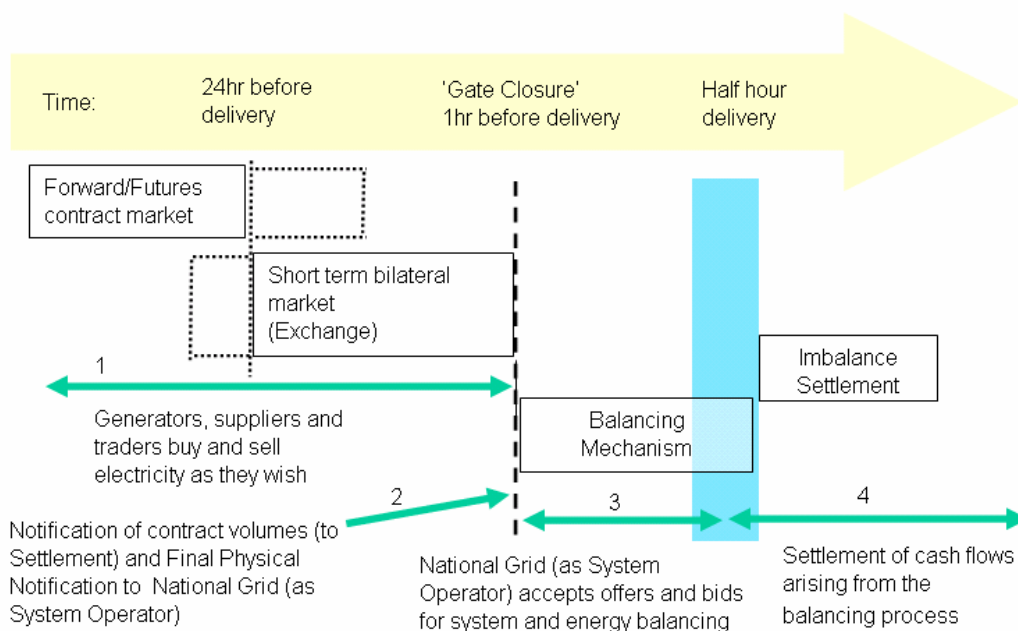 Time:
24hr before
delivery
'Gate Closure'
1hr before delivery
Half hour
delivery
Forward/Futures
contract market
Short term bilateral
market
(Exchange)
1
Generators, suppliers and
traders buy and sell
electricity as they wish
Imbalance
Settlement
Balancing
Mechanism
2
3
4
Notification of contract volumes (to
Settlement) and Final Physical
Notification to National Grid (as
System Operator)
National Grid (as System
Operator) accepts offers and bids
for system and energy balancing
Settlement of cash flows
arising from the
balancing process